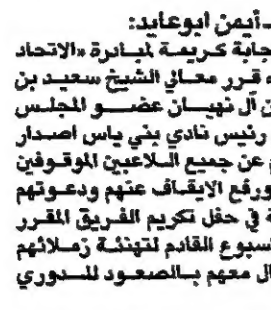 أيمن ابوعايد:
جابة كريمة لمبادرة «الاتحاد
قرر معالي الشيخ سعيد بن
آل نهيان عضو المجلس
رئيس نادي بني ياس اصدار
عن جميع اللاعبين الموقوفين
ورفع الايقاف عنهم ودعوتهم
في حفل تكريم الفريق المقرر
سبوع القادم لتهنئة زملائهم
ال معهم بالصعود للدوري